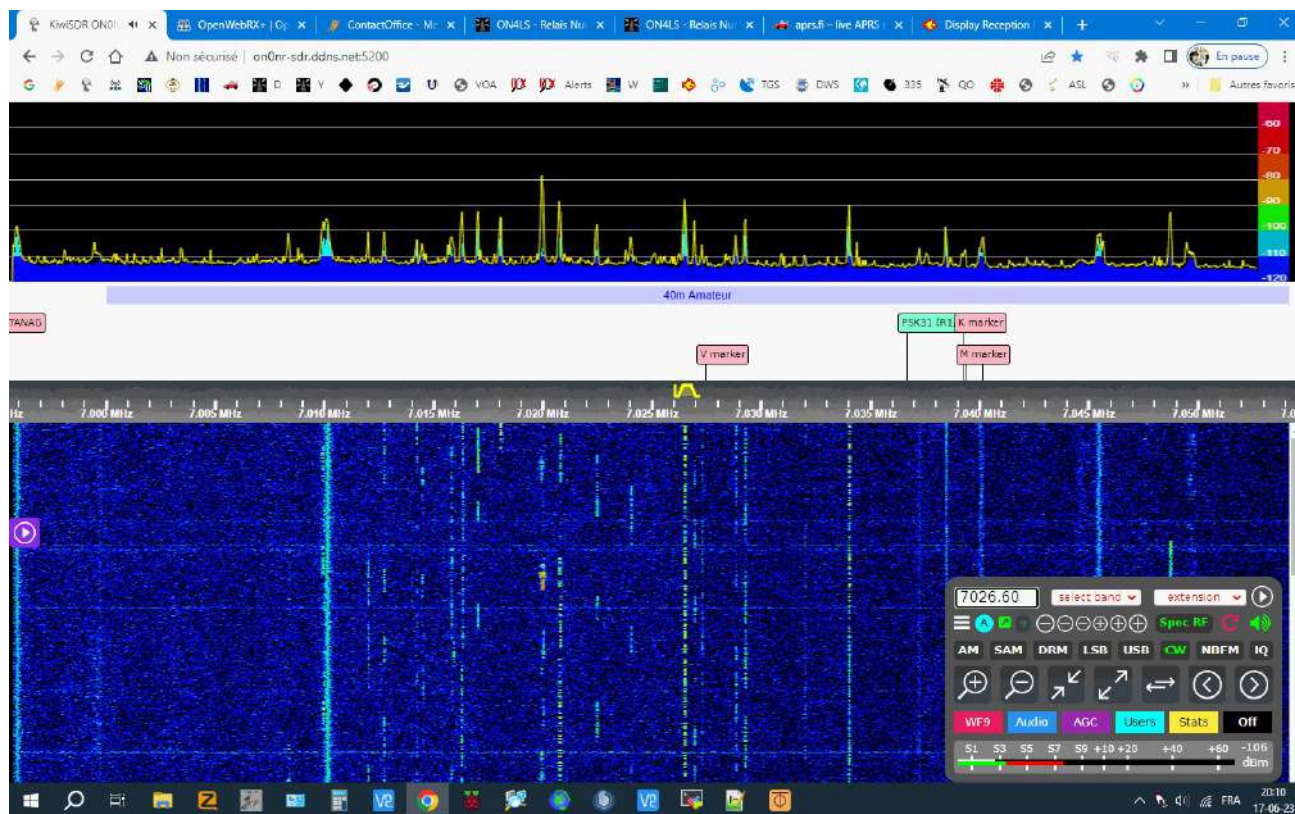 KiwiSDR ON0N
OpenWebRX+ | Op
ContactOffice - Me
ON4LS - Relais Nu
ON4LS - Relais Nu
aprs.fi – live APRS
Display Reception
Non sécurisé | on0nr-sdr.ddns.net:5200
En pause
D Y U VOA Alerts W TGS DWS 335 QO ASL » Autres favoris
-60
-70
-80
-90
-100
-110
-120
40m Amateur
TANAG
PSK31 (R1, K marker
V marker M marker
Hz 7.000 MHz 7.005 MHz 7.010 MHz 7.015 MHz 7.020 MHz 7.025 MHz 7.030 MHz 7.035 MHz 7.040 MHz 7.045 MHz 7.050 MHz 7.0
7026.60 select band extension
A Spec RF
AM SAM DRM LSB USB CW NBFM IQ
WF9 Audio AGC Users Stats Off
S1 S3 S5 S7 S9 +10 +20 +40 +60 -106
dBm
FRA 20:10
17-06-23